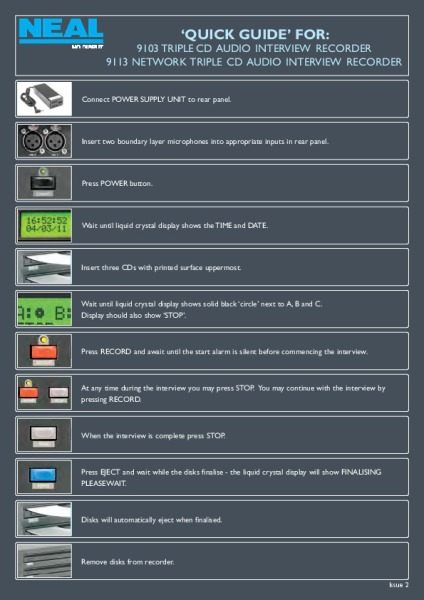 NEAL
'QUICK GUIDE' FOR:
9103 TRIPLE CD AUDIO INTERVIEW RECORDER
9113 NETWORK TRIPLE CD AUDIO INTERVIEW RECORDER
Connect POWER SUPPLY UNIT to rear panel.
Insert two boundary layer microphones into appropriate inputs in rear panel.
Press POWER button.
16:52:52
04/03/11
Wait until liquid crystal display shows the TIME and DATE.
Insert three CDs with printed surface uppermost.
Wait until liquid crystal display shows solid black 'circle' next to A, B and C.
Display should also show 'STOP'.
Press RECORD and await until the start alarm is silent before commencing the interview.
At any time during the interview you may press STOP. You may continue with the interview by
pressing RECORD.
When the interview is complete press STOP.
Press EJECT and wait while the disks finalise - the liquid crystal display will show FINALISING
PLEASEWAIT.
Disks will automatically eject when finalised.
Remove disks from recorder.
Issue 2